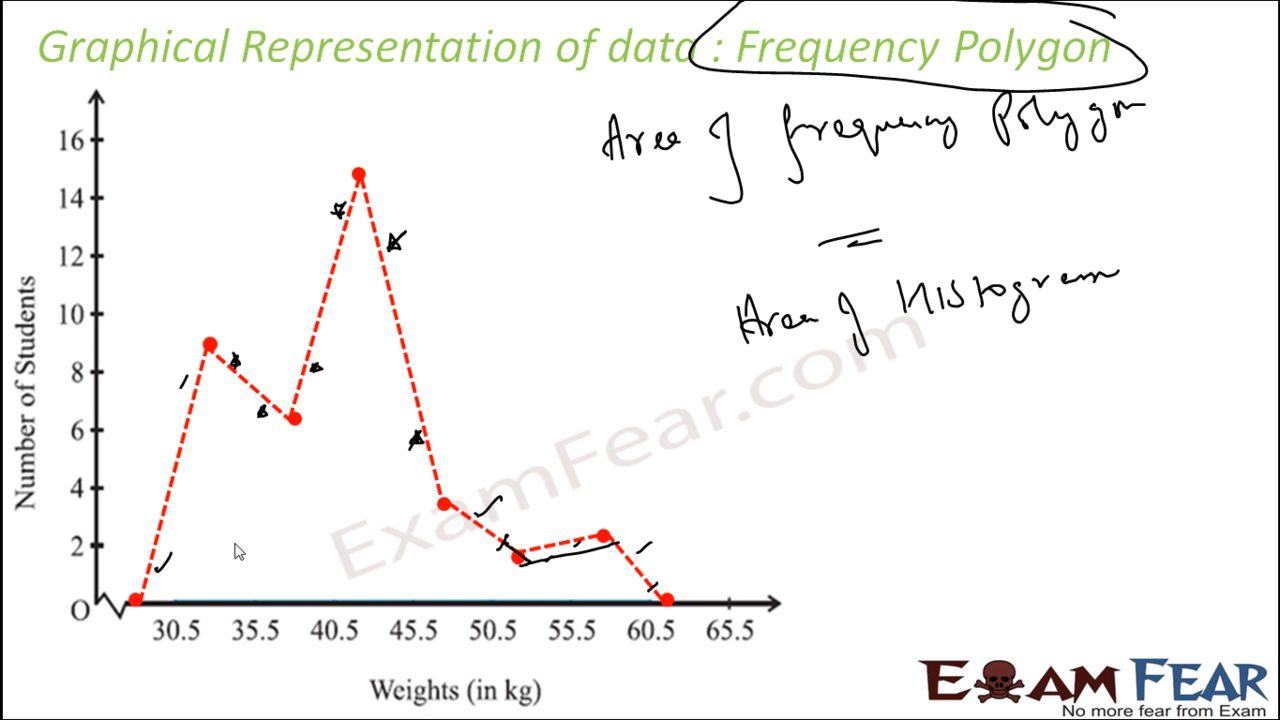 Graphical Representation of data : Frequency Polygon
Area of frequency Polygon
=
Area of Histogram
16
14
12
10
8
6
4
2
O
Number of Students
30.5 35.5 40.5 45.5 50.5 55.5 60.5 65.5
Weights (in kg)
ExamFear.com
EXAM FEAR
No more fear from Exam